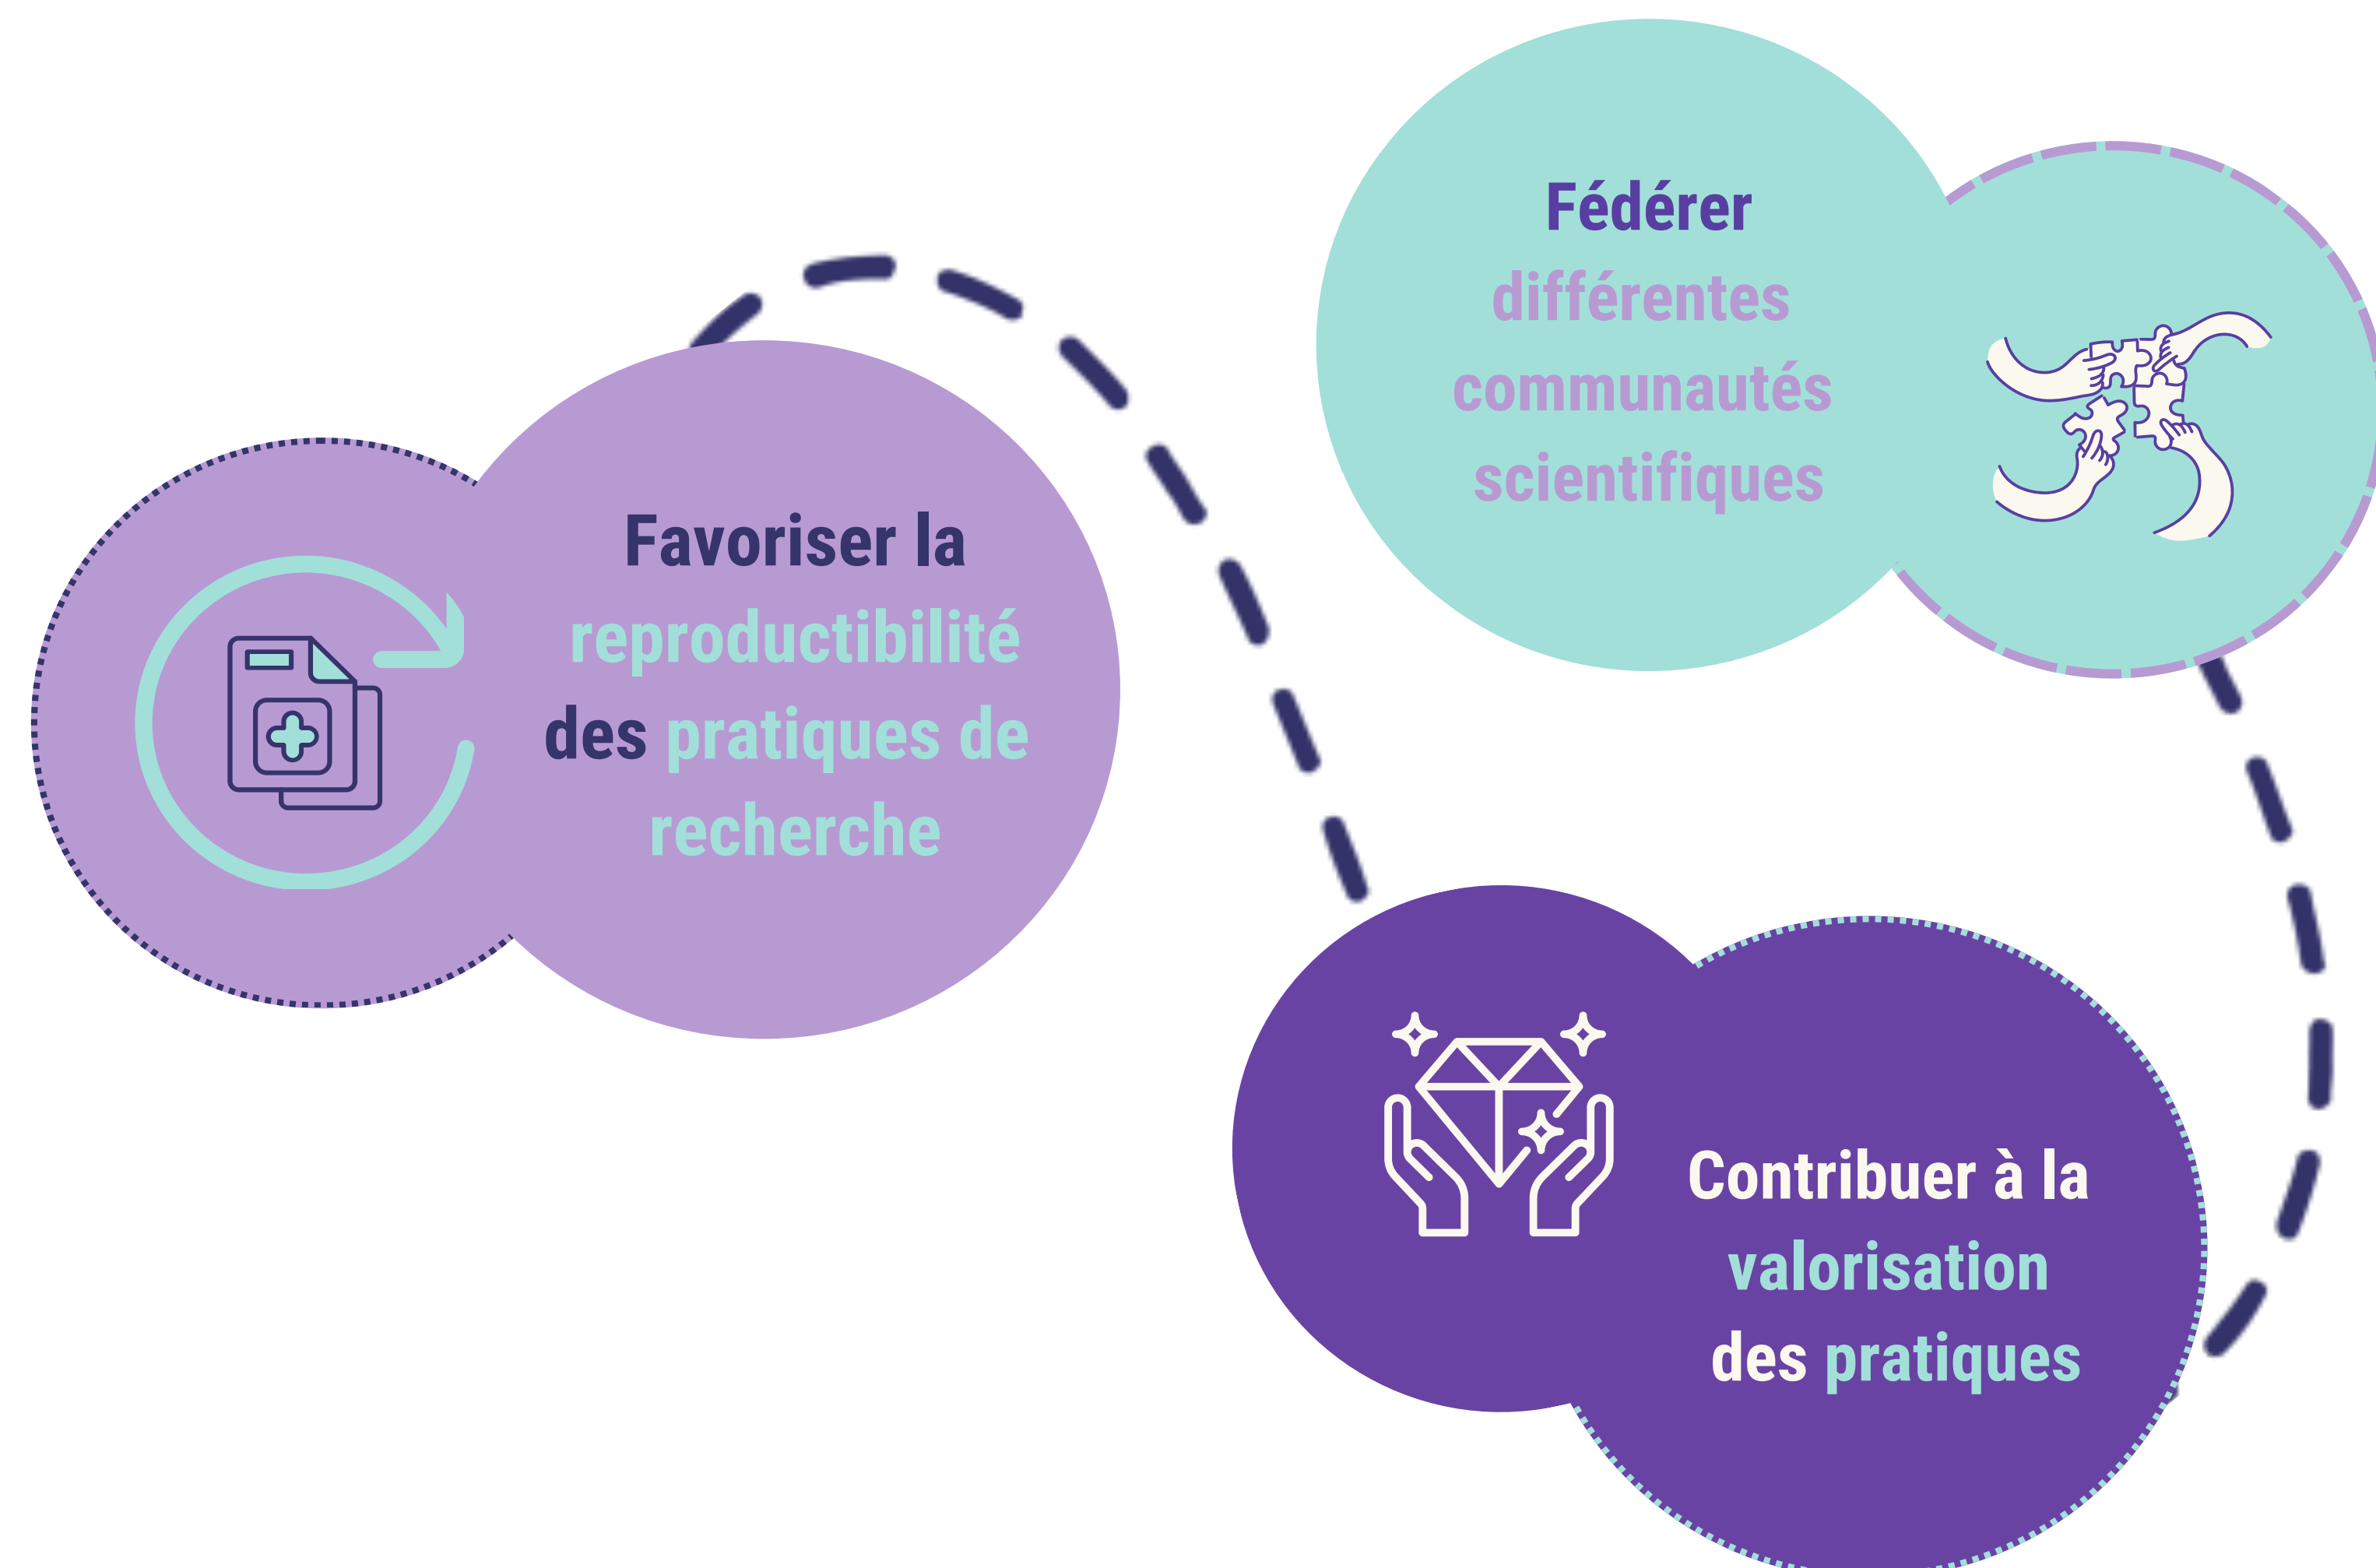 Favoriser la
reproductibilité
des pratiques de
recherche
Fédérer
différentes
communautés
scientifiques
Contribuer à la
valorisation
des pratiques